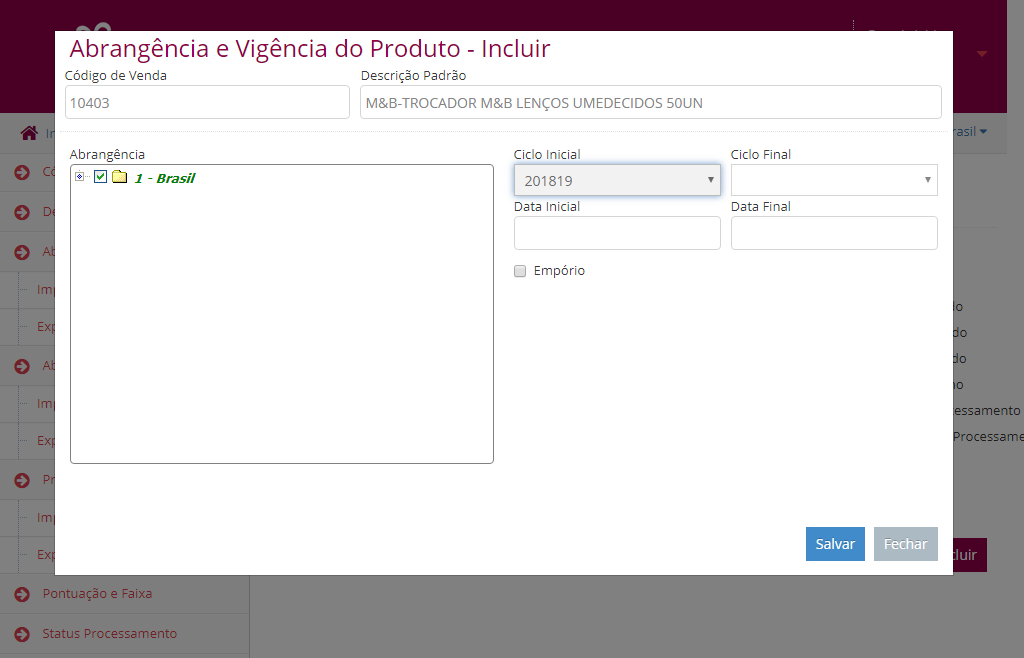 Abrangência e Vigência do Produto - Incluir
Código de Venda
Descrição Padrão
10403
M&B-TROCADOR M&B LENÇOS UMEDECIDOS 50UN
Abrangência
1 - Brasil
Ciclo Inicial
Ciclo Final
201819
Data Inicial
Data Final
Empório
Salvar
Fechar
In
Có
De
Ab
Imp
Exp
Ab
Imp
Exp
Pr
Imp
Exp
Pontuação e Faixa
Status Processamento
rasil
lo
do
do
no
essamento
Processame
cluir